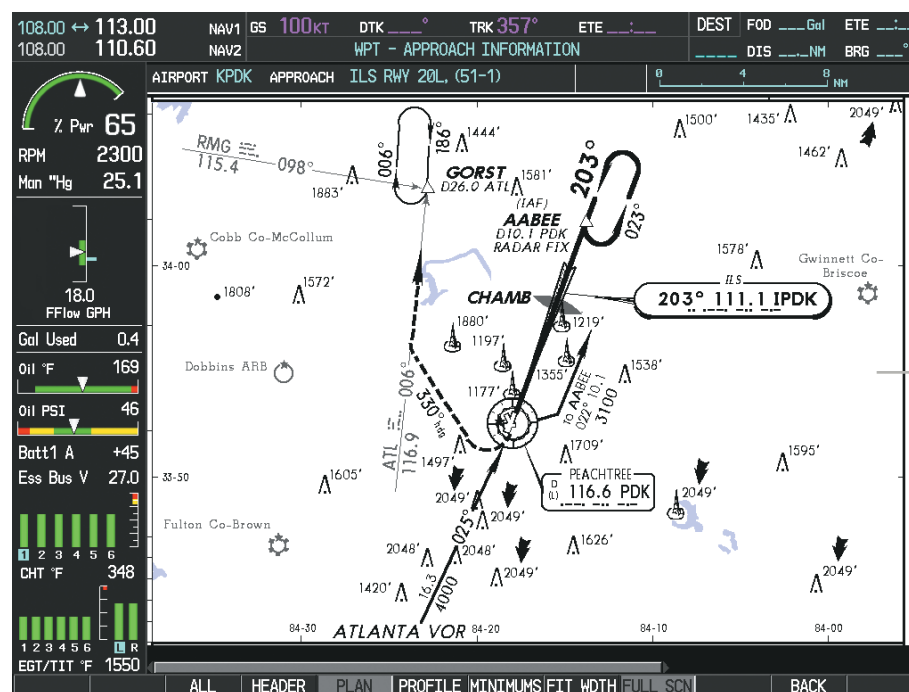 108.00 ↔ 113.00 NAV1 GS 100KT DTK ___° TRK 357° ETE __:__ DEST FOD ___Gal ETE __:__
108.00 110.60 NAV2 WPT - APPROACH INFORMATION ____ DIS __._NM BRG ___°
AIRPORT KPDK APPROACH ILS RWY 20L, (51-1) 0 4 8 NM
% Pwr 65
RPM 2300
Man "Hg 25.1
18.0
FFlow GPH
Gal Used 0.4
Oil °F 169
Oil PSI 46
Batt1 A +45
Ess Bus V 27.0
1 2 3 4 5 6
CHT °F 348
1 2 3 4 5 6 L R
EGT/TIT °F 1550
RMG
115.4
098°
006°
186°
1444'
1883'
GORST
D26.0 ATL
1581'
203°
023°
(IAF)
AABEE
D10.1 PDK
RADAR FIX
1500'
1435'
2049'
1462'
Cobb Co-McCollum
34-00
1808'
1572'
1578'
Gwinnett Co-
Briscoe
CHAMB
ILS
203° 111.1 IPDK
1880'
1219'
1197'
1355'
1177'
Dobbins ARB
1538'
to AABEE
022° 10.1
3100
330° hdg
ATL 006°
116.9
1497'
1709'
1595'
33-50
1605'
PEACHTREE
D
(L) 116.6 PDK
2049'
2049'
2049'
Fulton Co-Brown
025°
2048'
2048'
1626'
2049'
2049'
1420'
16.3
4000
ATLANTA VOR
84-30 84-20 84-10 84-00
ALL HEADER PLAN PROFILE MINIMUMS FIT WDTH FULL SCN BACK